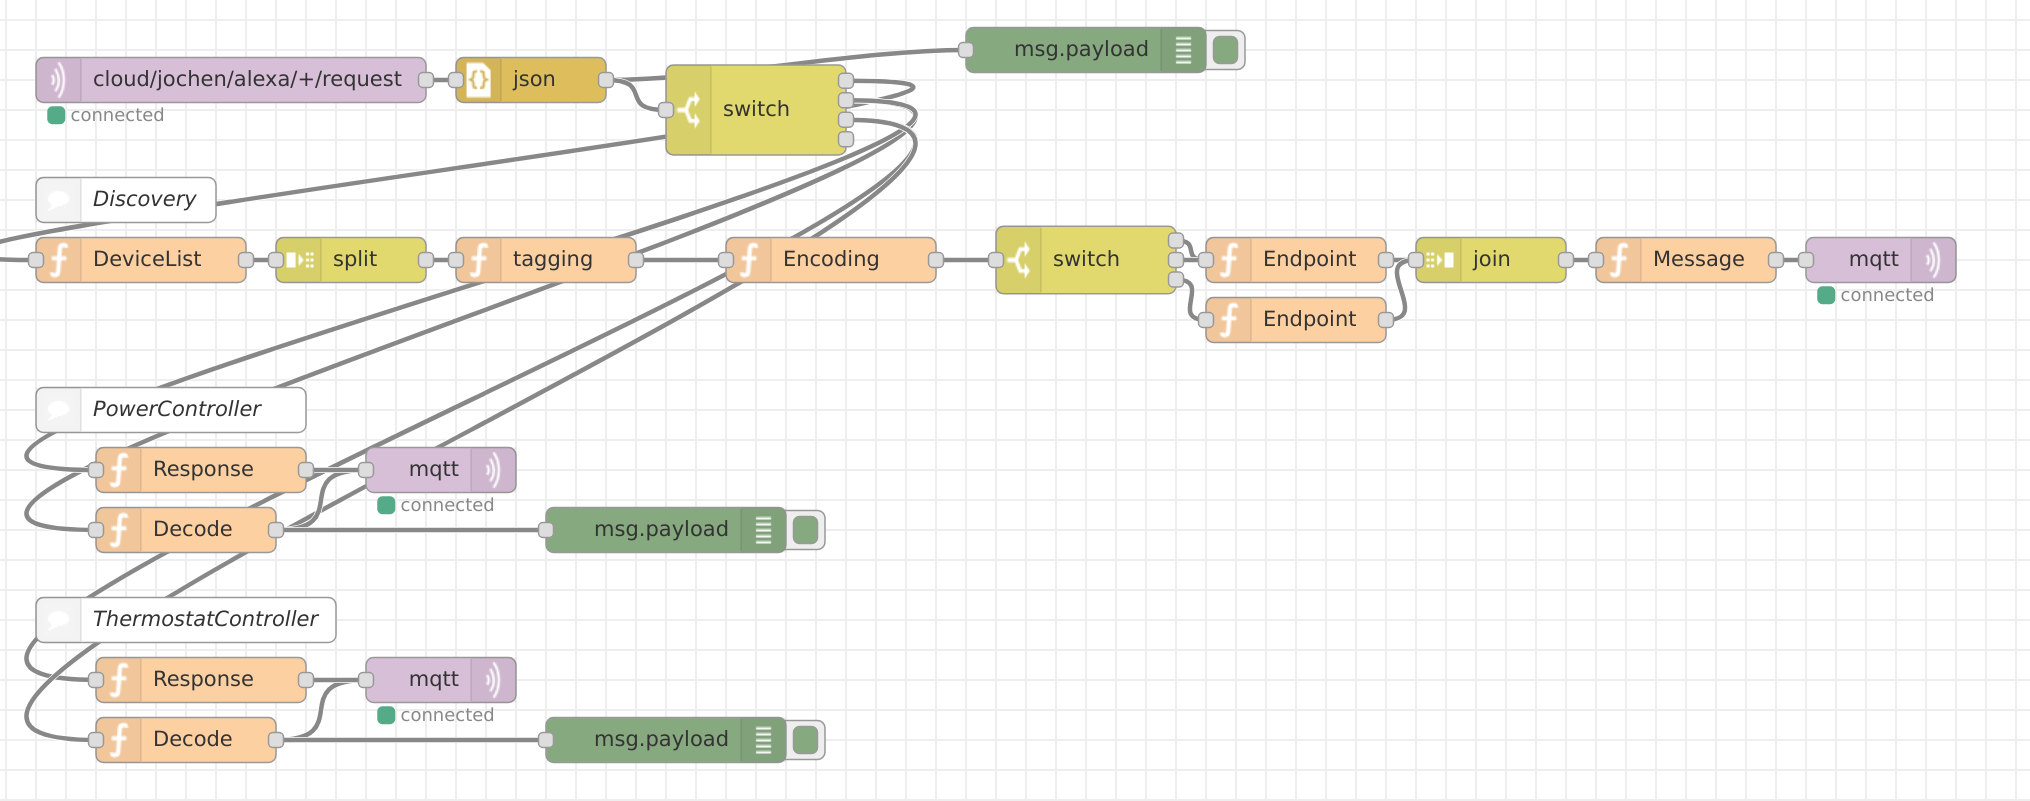 msg.payload
cloud/jochen/alexa/+/request
json
connected
switch
Discovery
DeviceList
split
tagging
Encoding
switch
Endpoint
join
Message
mqtt
connected
Endpoint
PowerController
Response
mqtt
connected
Decode
msg.payload
ThermostatController
Response
mqtt
connected
Decode
msg.payload